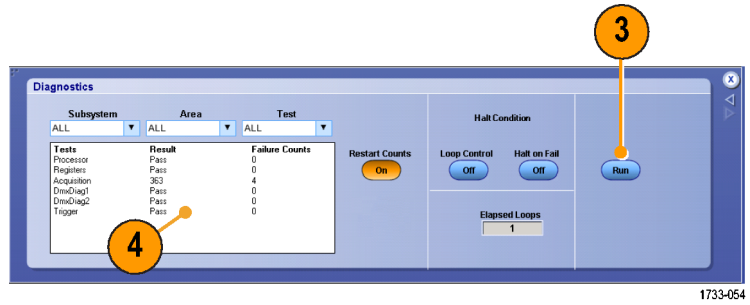 3
Diagnostics
X
Subsystem Area Test
ALL ALL ALL
Halt Condition
Tests Result Failure Counts
Processor Pass 0
Registers Pass 0
Acquisition 363 4
DmxDiag1 Pass 0
DmxDiag2 Pass 0
Trigger Pass 0
Restart Counts
On
Loop Control Halt on Fail
Off Off
Run
Elapsed Loops
1
4
1733-054